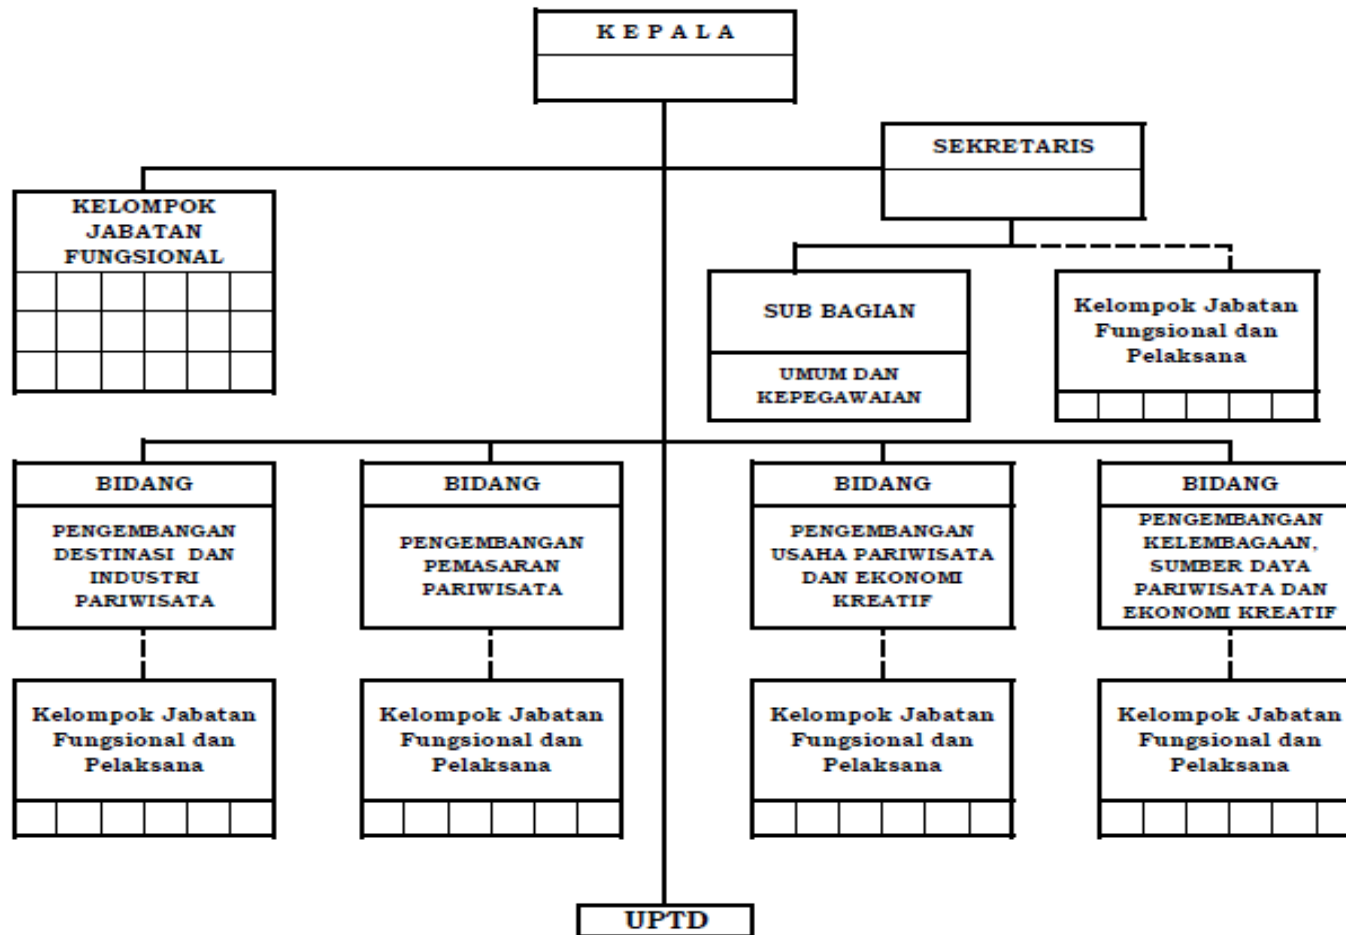 K E P A L A
SEKRETARIS
KELOMPOK
JABATAN
FUNGSIONAL
SUB BAGIAN
UMUM DAN
KEPEGAWAIAN
Kelompok Jabatan
Fungsional dan
Pelaksana
BIDANG
PENGEMBANGAN
DESTINASI DAN
INDUSTRI
PARIWISATA
BIDANG
PENGEMBANGAN
PEMASARAN
PARIWISATA
BIDANG
PENGEMBANGAN
USAHA PARIWISATA
DAN EKONOMI
KREATIF
BIDANG
PENGEMBANGAN
KELEMBAGAAN,
SUMBER DAYA
PARIWISATA DAN
EKONOMI KREATIF
Kelompok Jabatan
Fungsional dan
Pelaksana
Kelompok Jabatan
Fungsional dan
Pelaksana
Kelompok Jabatan
Fungsional dan
Pelaksana
Kelompok Jabatan
Fungsional dan
Pelaksana
UPTD